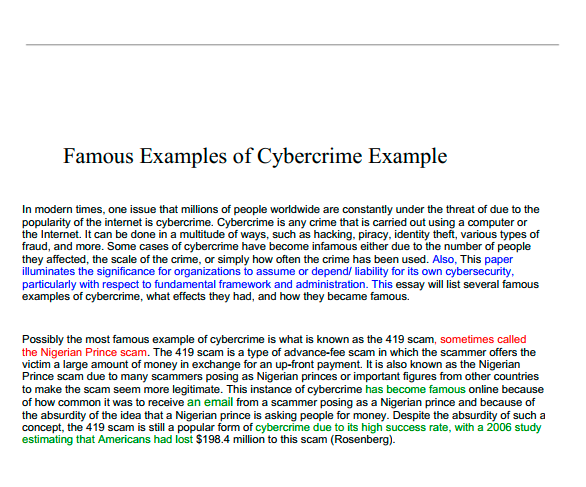 Famous Examples of Cybercrime Example
In modern times, one issue that millions of people worldwide are constantly under the threat of due to the
popularity of the internet is cybercrime. Cybercrime is any crime that is carried out using a computer or
the Internet. It can be done in a multitude of ways, such as hacking, piracy, identity theft, various types of
fraud, and more. Some cases of cybercrime have become infamous either due to the number of people
they affected, the scale of the crime, or simply how often the crime has been used. Also, This paper
illuminates the significance for organizations to assume or depend/ liability for its own cybersecurity,
particularly with respect to fundamental framework and administration. This essay will list several famous
examples of cybercrime, what effects they had, and how they became famous.
Possibly the most famous example of cybercrime is what is known as the 419 scam, sometimes called
the Nigerian Prince scam. The 419 scam is a type of advance-fee scam in which the scammer offers the
victim a large amount of money in exchange for an up-front payment. It is also known as the Nigerian
Prince scam due to many scammers posing as Nigerian princes or important figures from other countries
to make the scam seem more legitimate. This instance of cybercrime has become famous online because
of how common it was to receive an email from a scammer posing as a Nigerian prince and because of
the absurdity of the idea that a Nigerian prince is asking people for money. Despite the absurdity of such a
concept, the 419 scam is still a popular form of cybercrime due to its high success rate, with a 2006 study
estimating that Americans had lost $198.4 million to this scam (Rosenberg).